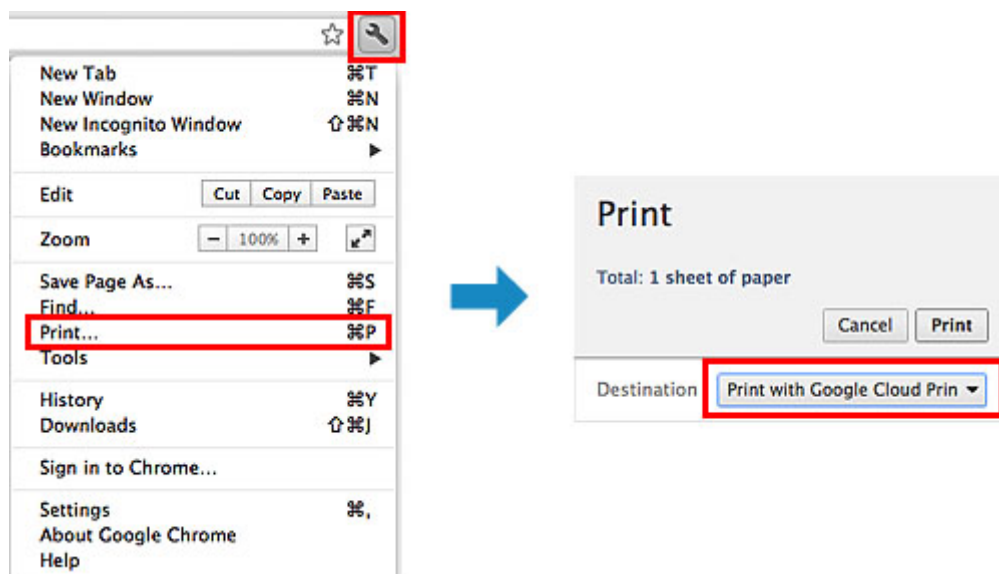 New Tab ⌘T
New Window ⌘N
New Incognito Window ⇧⌘N
Bookmarks ▶
Edit Cut Copy Paste
Zoom − 100% +
Save Page As... ⌘S
Find... ⌘F
Print... ⌘P
Tools ▶
History ⌘Y
Downloads ⇧⌘J
Sign in to Chrome...
Settings ⌘,
About Google Chrome
Help
Print
Total: 1 sheet of paper
Cancel Print
Destination Print with Google Cloud Prin